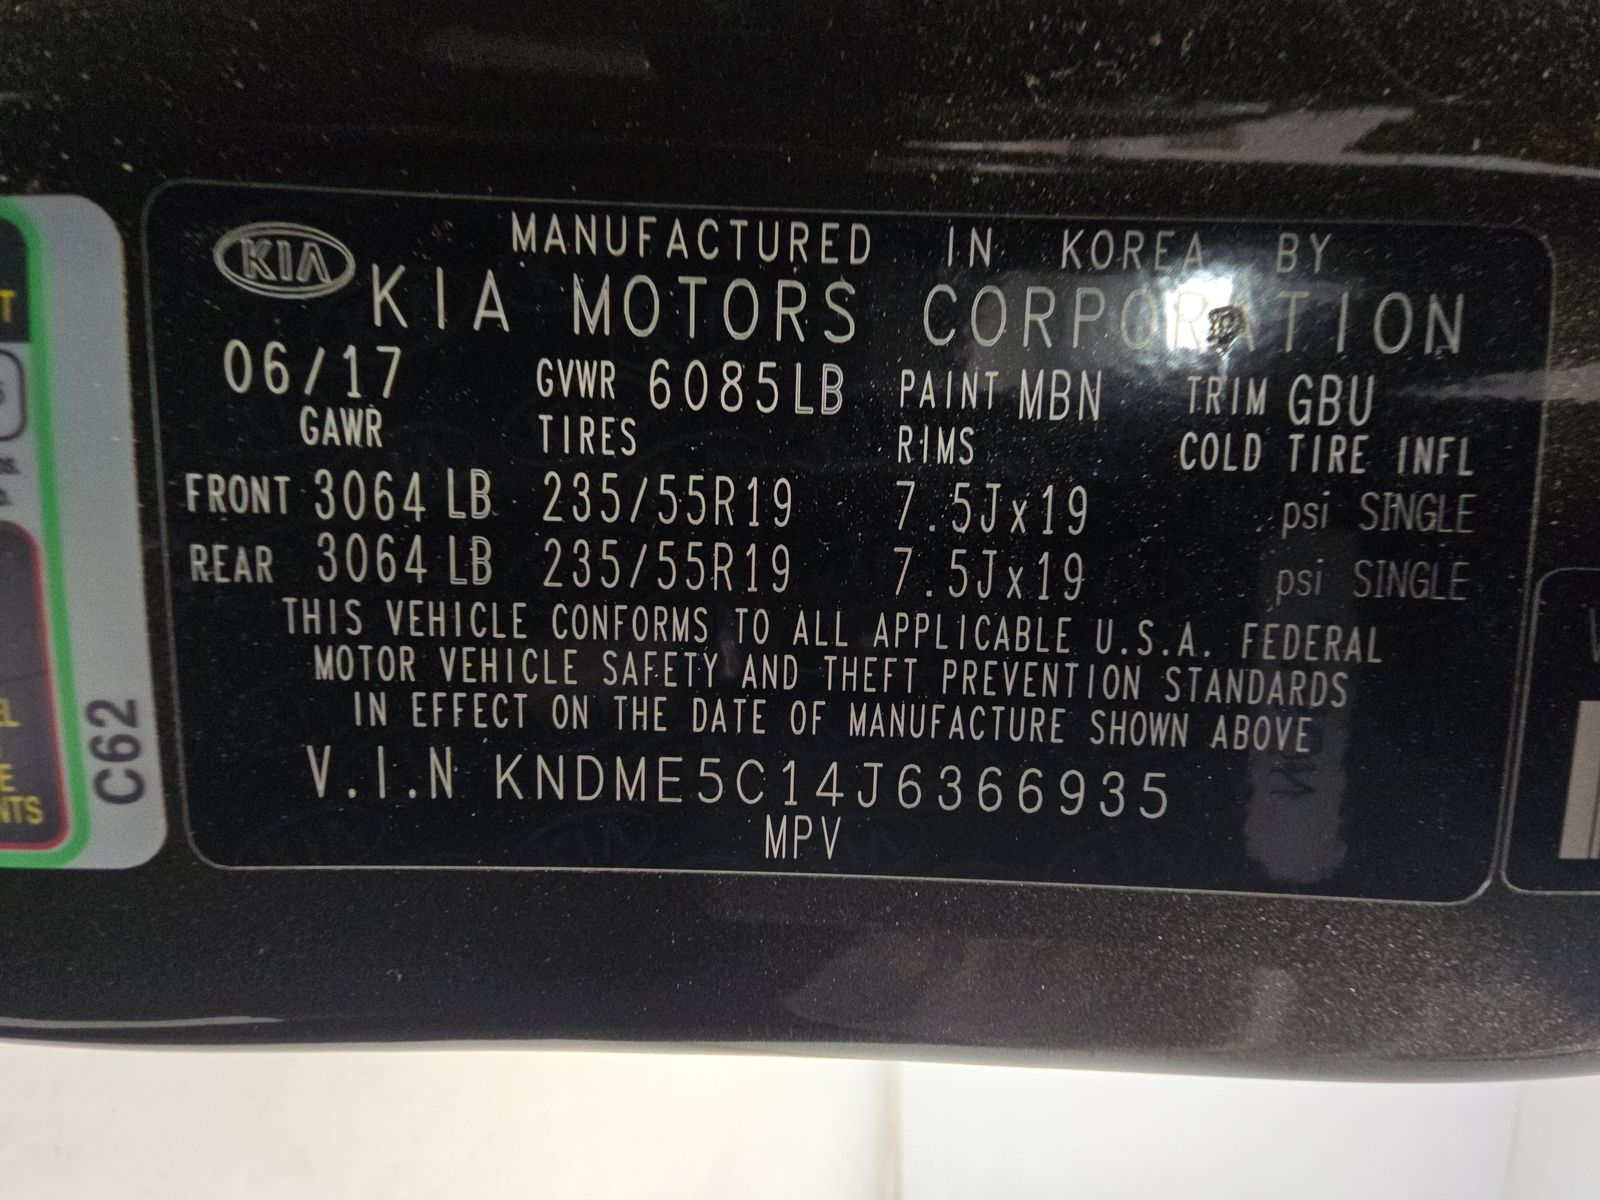 KIA
MANUFACTURED IN KOREA BY
KIA MOTORS CORPORATION
06/17 GVWR 6085LB PAINT MBN TRIM GBU
GAWR TIRES RIMS COLD TIRE INFL
FRONT 3064 LB 235/55R19 7.5Jx19 psi SINGLE
REAR 3064 LB 235/55R19 7.5Jx19 psi SINGLE
THIS VEHICLE CONFORMS TO ALL APPLICABLE U.S.A. FEDERAL
MOTOR VEHICLE SAFETY AND THEFT PREVENTION STANDARDS
IN EFFECT ON THE DATE OF MANUFACTURE SHOWN ABOVE
V.I.N KNDME5C14J6366935
MPV
C62